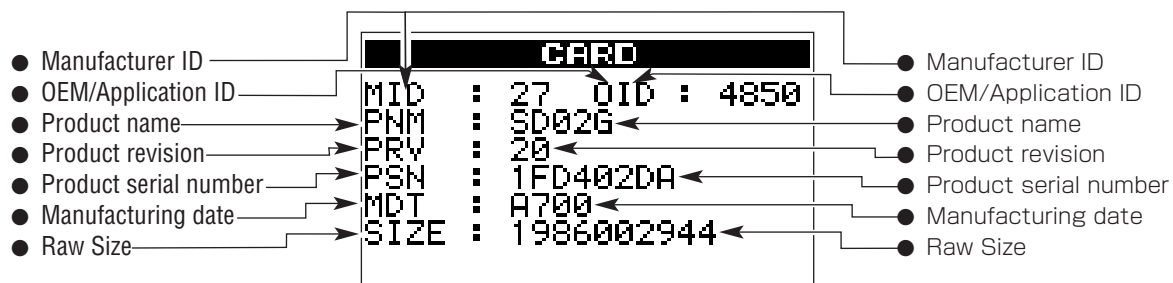 CARD
● Manufacturer ID
● OEM/Application ID
● Product name
● Product revision
● Product serial number
● Manufacturing date
● Raw Size
MID : 27 OID : 4850
PNM : SD02G
PRV : 20
PSN : 1FD402DA
MDT : A700
SIZE : 1986002944
● Manufacturer ID
● OEM/Application ID
● Product name
● Product revision
● Product serial number
● Manufacturing date
● Raw Size